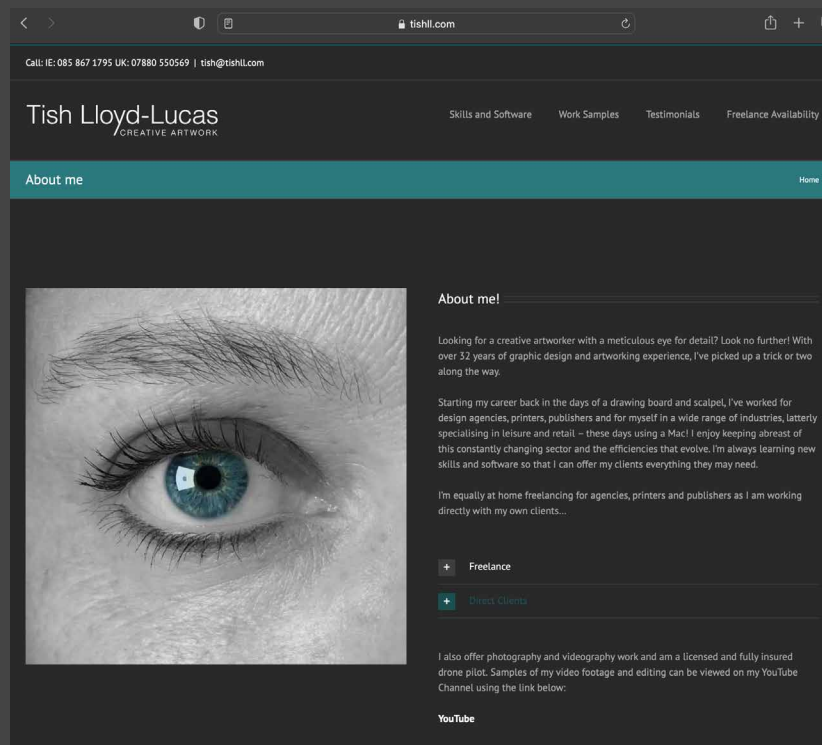 tishll.com
Call: IE: 085 867 1795 UK: 07880 550569 | tish@tishll.com
Tish Lloyd-Lucas
CREATIVE ARTWORK
Skills and Software
Work Samples
Testimonials
Freelance Availability
About me
Home
About me!
Looking for a creative artworker with a meticulous eye for detail? Look no further! With
over 32 years of graphic design and artworking experience, I've picked up a trick or two
along the way.
Starting my career back in the days of a drawing board and scalpel, I've worked for
design agencies, printers, publishers and for myself in a wide range of industries, latterly
specialising in leisure and retail – these days using a Mac! I enjoy keeping abreast of
this constantly changing sector and the efficiencies that evolve. I'm always learning new
skills and software so that I can offer my clients everything they may need.
I'm equally at home freelancing for agencies, printers and publishers as I am working
directly with my own clients...
+ Freelance
+ Direct Clients
I also offer photography and videography work and am a licensed and fully insured
drone pilot. Samples of my video footage and editing can be viewed on my YouTube
Channel using the link below:
YouTube